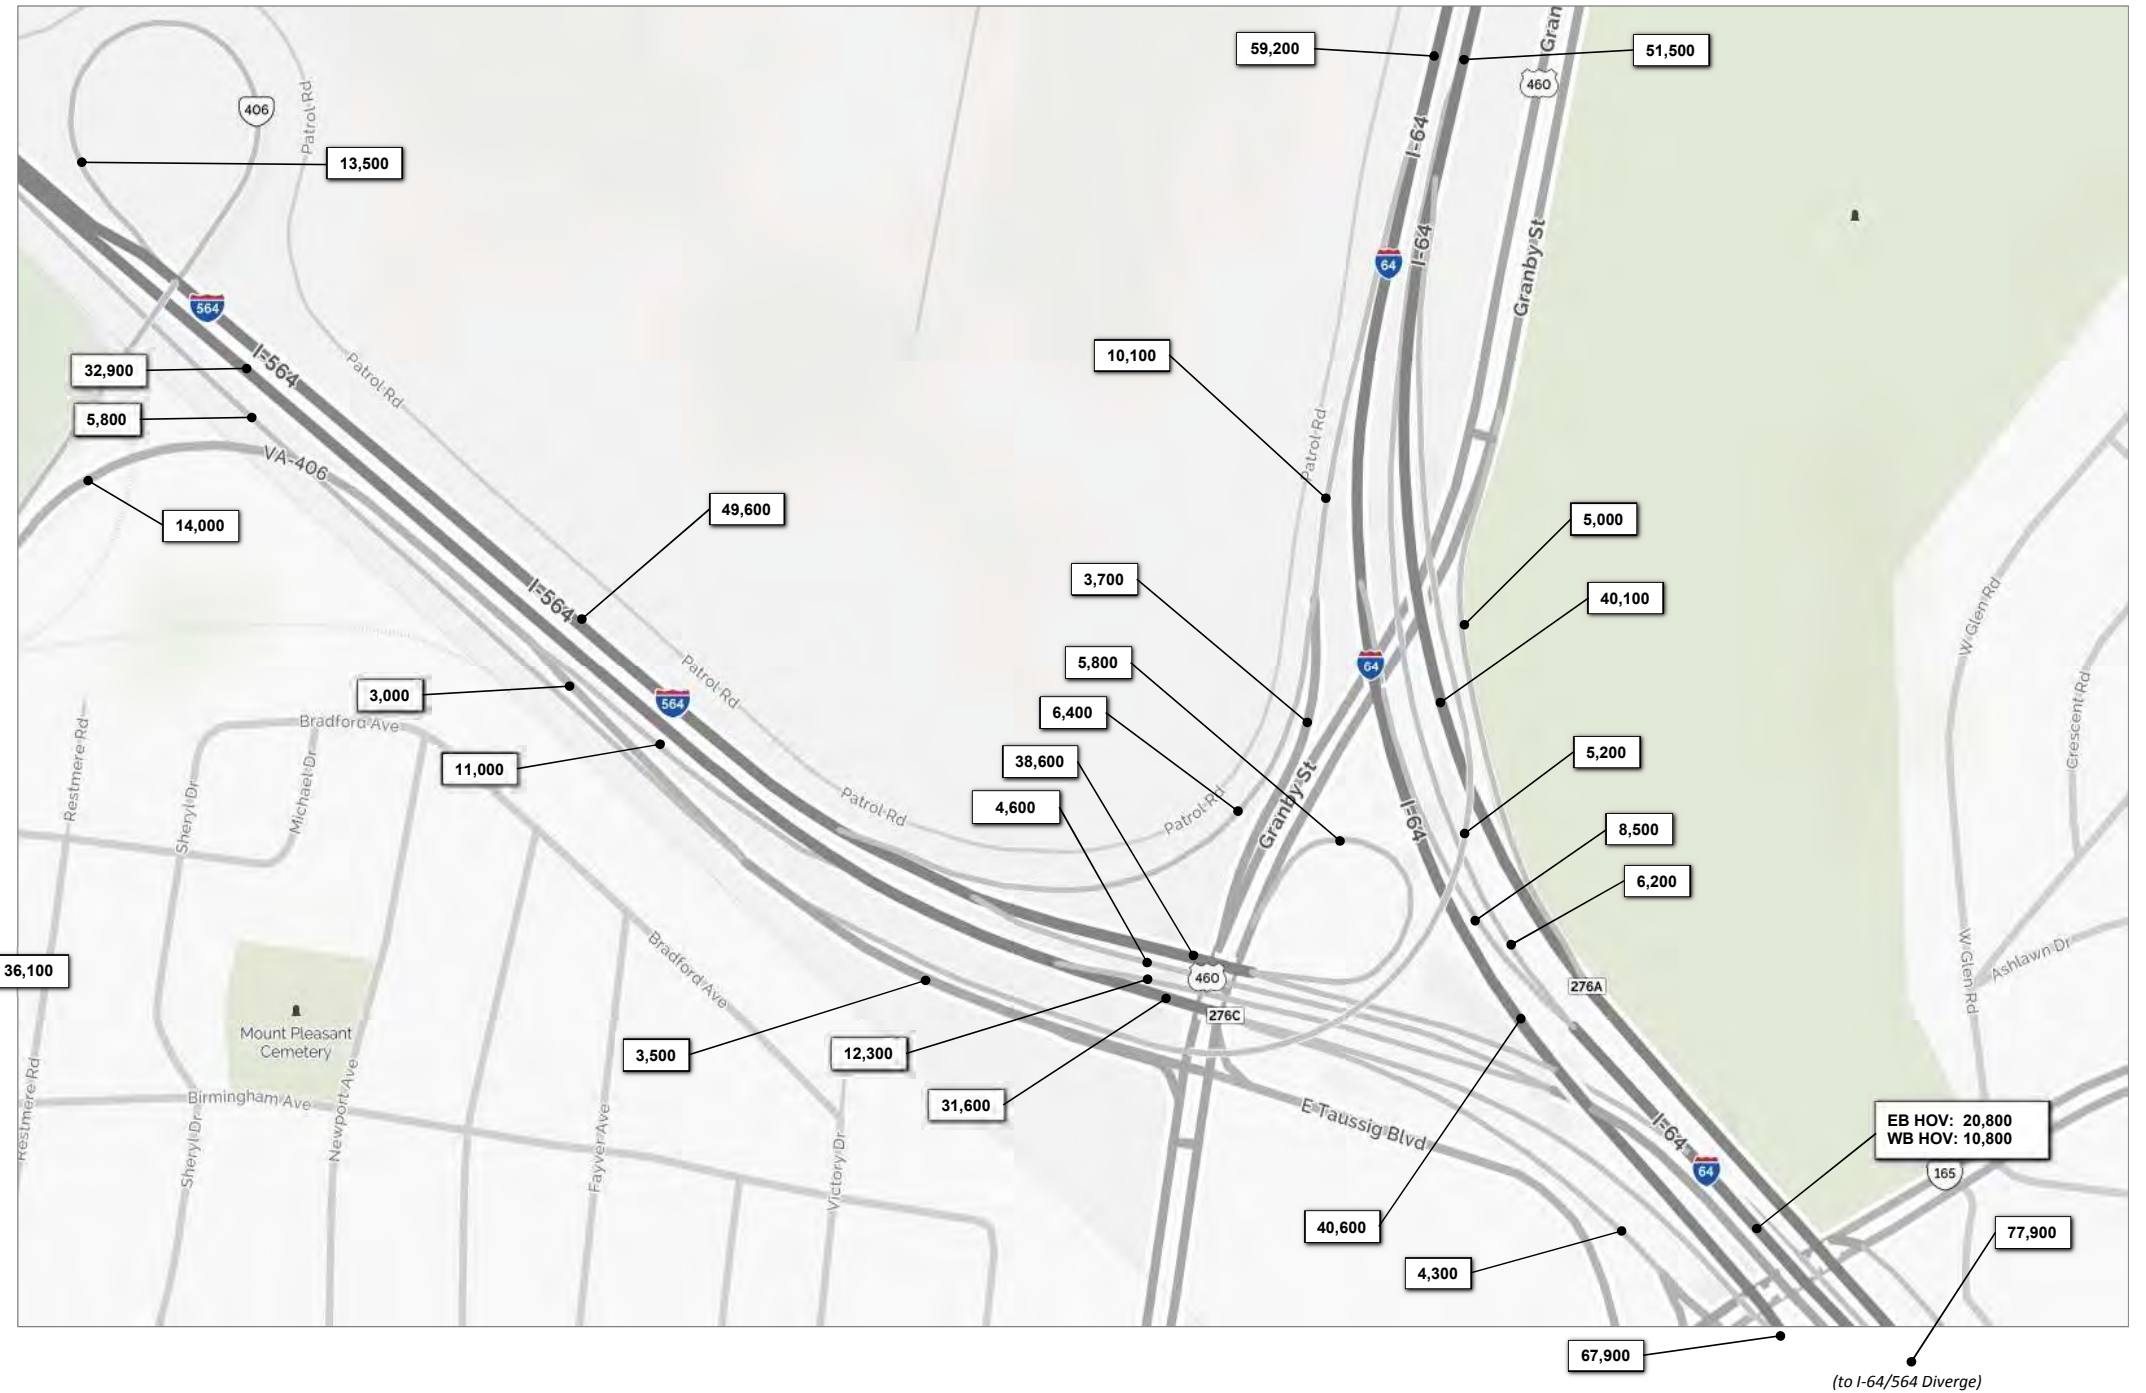 59,200
51,500
Gran
460
406
Patrol Rd
13,500
I-64
I-64
64
Granby St
564
I-564
32,900
5,800
Patrol Rd
10,100
Patrol Rd
VA-406
14,000
49,600
5,000
3,700
40,100
I-564
5,800
64
W Glen Rd
3,000
564
Patrol Rd
6,400
Crescent Rd
Bradford Ave
Restmere Rd
Michael Dr
Sheryl Dr
11,000
38,600
5,200
4,600
Patrol Rd
Patrol Rd
Granby St
I-64
8,500
6,200
36,100
Bradford Ave
460
276A
W Glen Rd
Ashlawn Dr
Mount Pleasant
Cemetery
276C
3,500
12,300
31,600
Restmere Rd
Birmingham Ave
Sheryl Dr
Newport Ave
Fayver Ave
Victory Dr
E Taussig Blvd
I-64
64
EB HOV: 20,800
WB HOV: 10,800
165
40,600
4,300
77,900
67,900
(to I-64/564 Diverge)